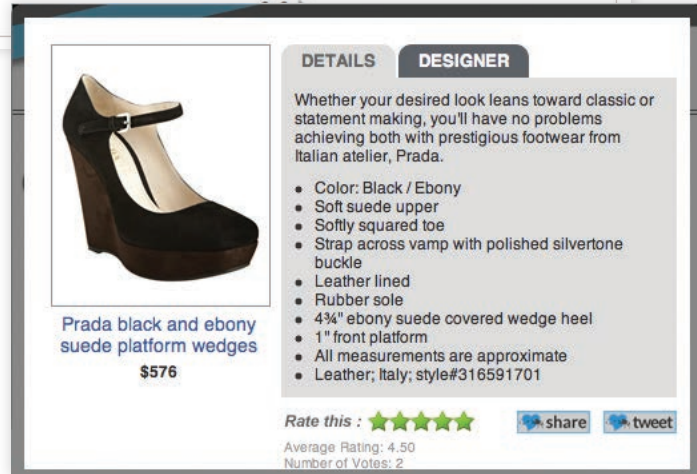 DETAILS
DESIGNER
Whether your desired look leans toward classic or
statement making, you'll have no problems
achieving both with prestigious footwear from
Italian atelier, Prada.
• Color: Black / Ebony
• Soft suede upper
• Softly squared toe
• Strap across vamp with polished silvertone
buckle
• Leather lined
• Rubber sole
• 4¾" ebony suede covered wedge heel
• 1" front platform
• All measurements are approximate
• Leather; Italy; style#316591701
Prada black and ebony
suede platform wedges
$576
Rate this :
share
tweet
Average Rating: 4.50
Number of Votes: 2